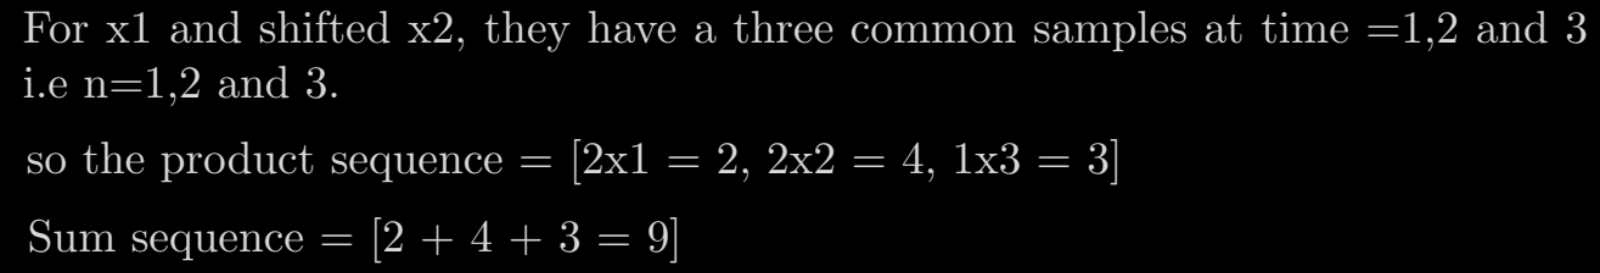 For x1 and shifted x2, they have a three common samples at time =1,2 and 3
i.e n=1,2 and 3.
so the product sequence = [2x1 = 2, 2x2 = 4, 1x3 = 3]
Sum sequence = [2 + 4 + 3 = 9]